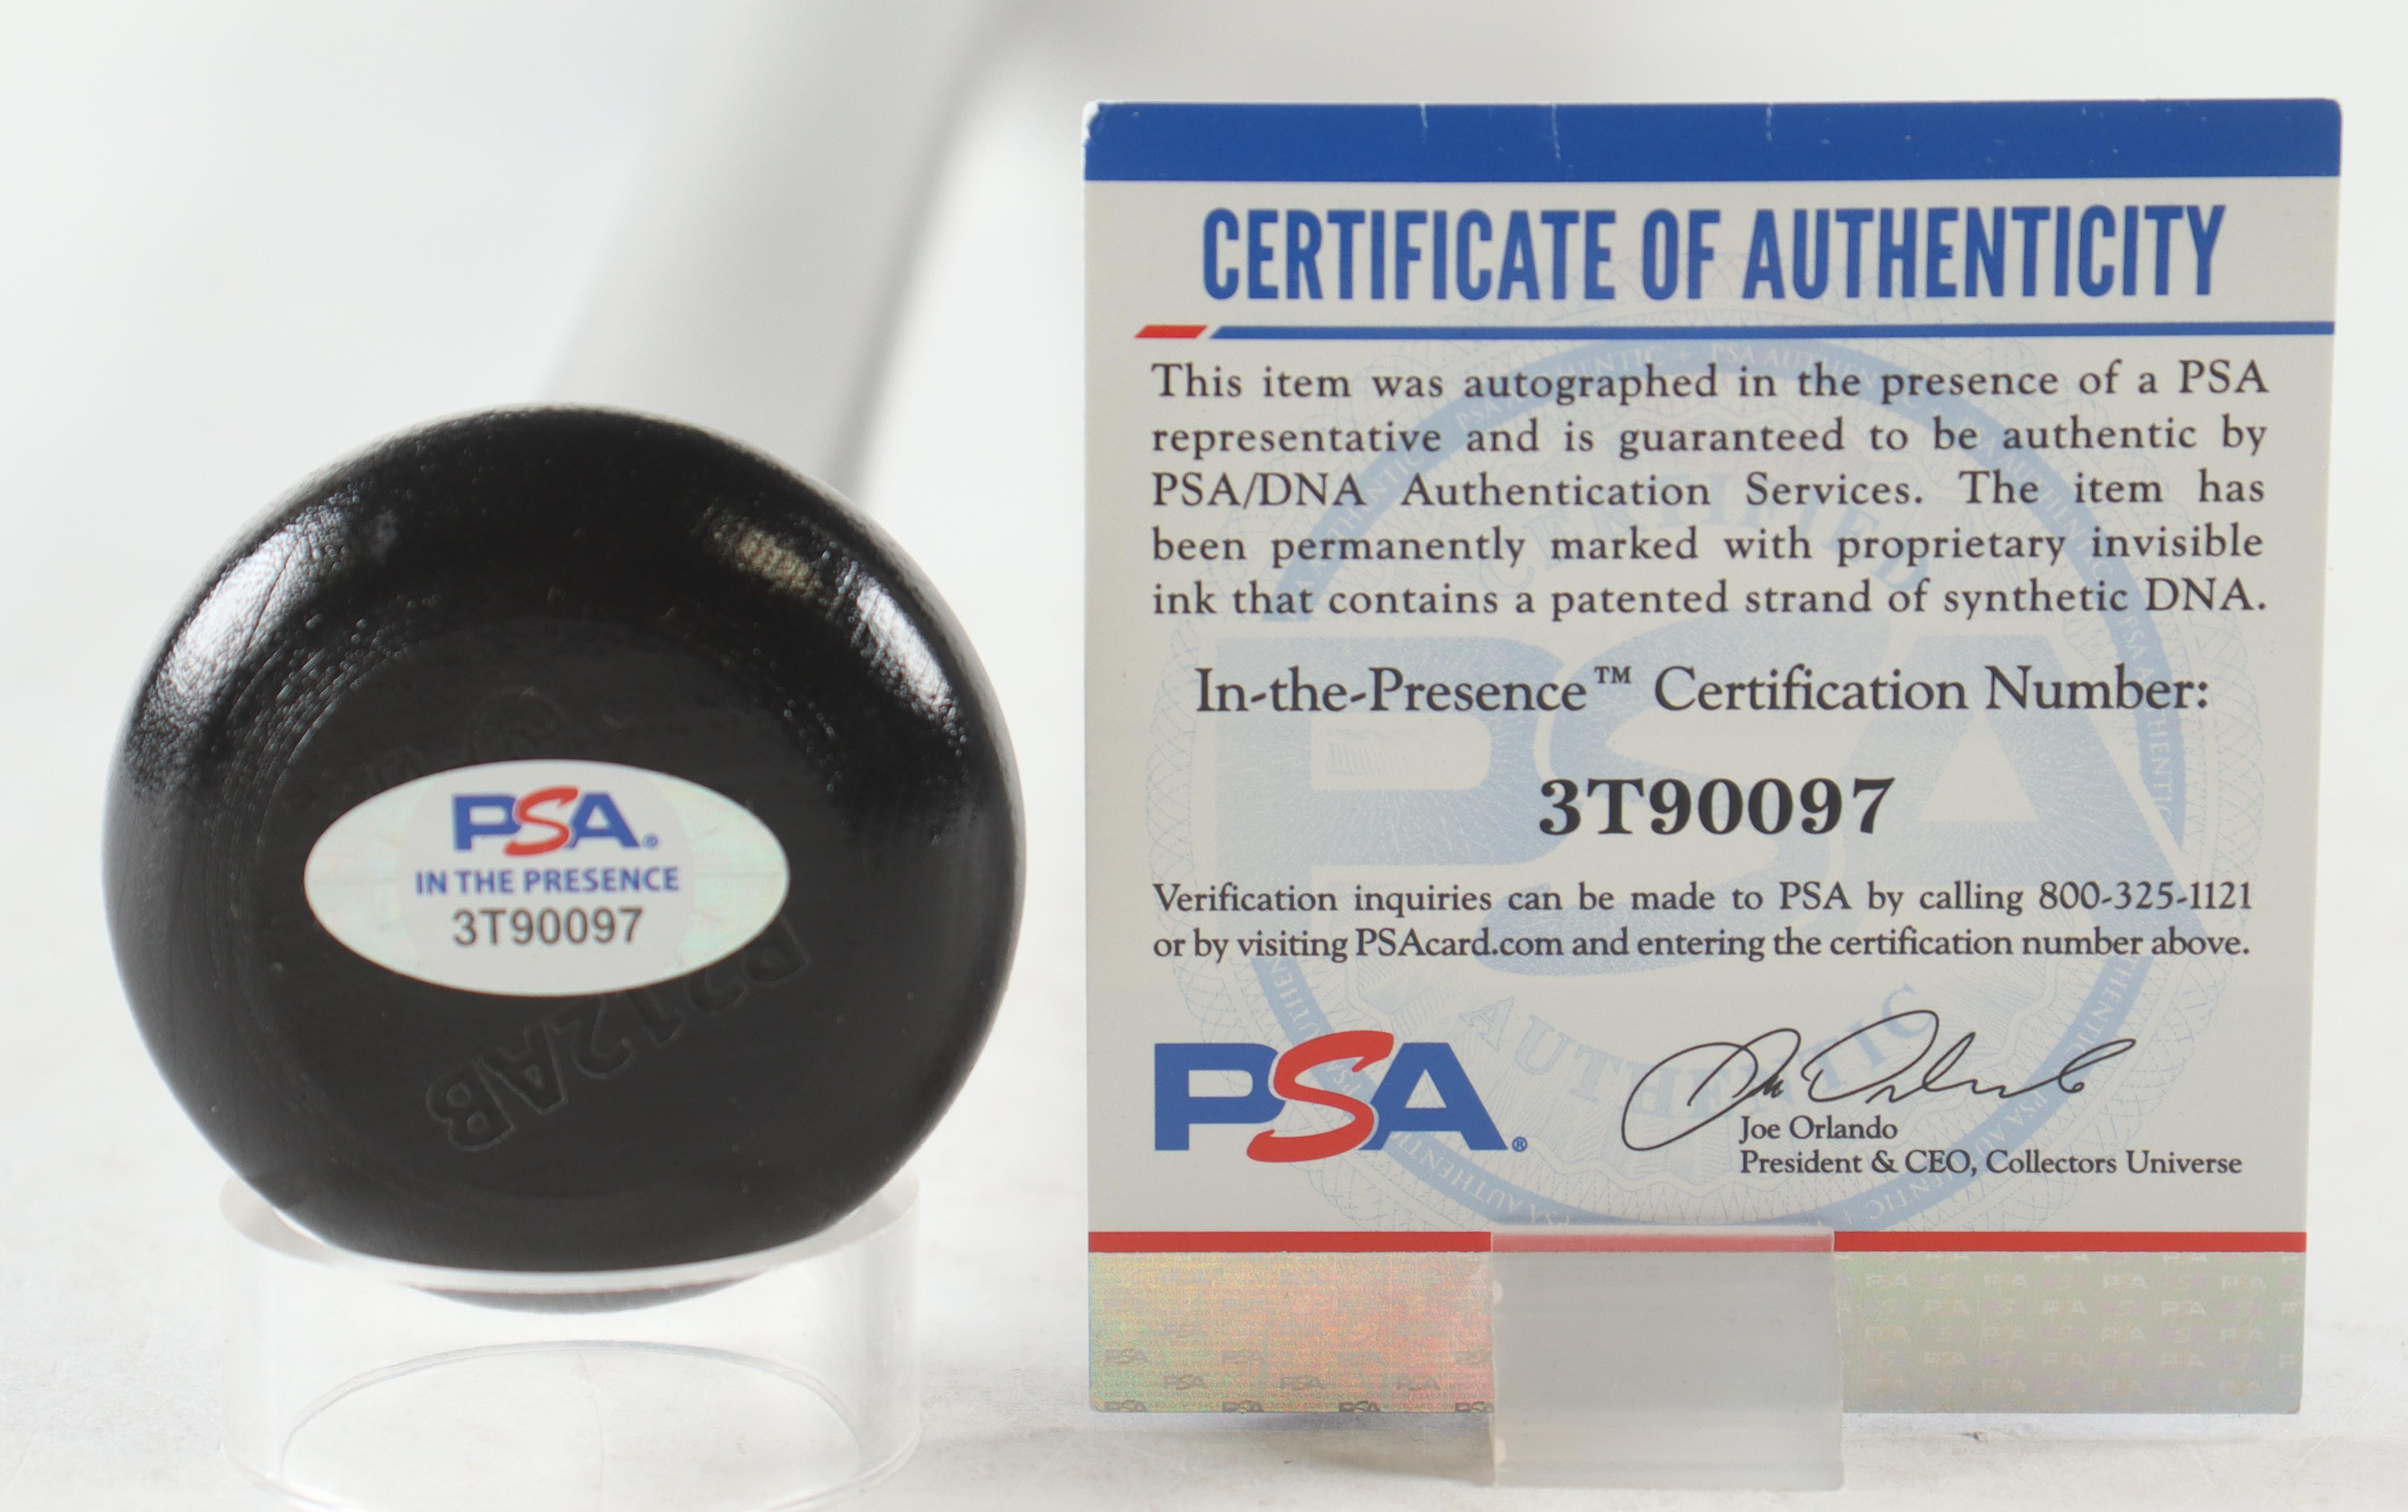 PSA®
IN THE PRESENCE
3T90097
CERTIFICATE OF AUTHENTICITY
This item was autographed in the presence of a PSA
representative and is guaranteed to be authentic by
PSA/DNA Authentication Services. The item has
been permanently marked with proprietary invisible
ink that contains a patented strand of synthetic DNA.
In-the-Presence™ Certification Number:
3T90097
Verification inquiries can be made to PSA by calling 800-325-1121
or by visiting PSAcard.com and entering the certification number above.
PSA®
Joe Orlando
President & CEO, Collectors Universe
CERTIFIED
PSA
AUTHENTIC